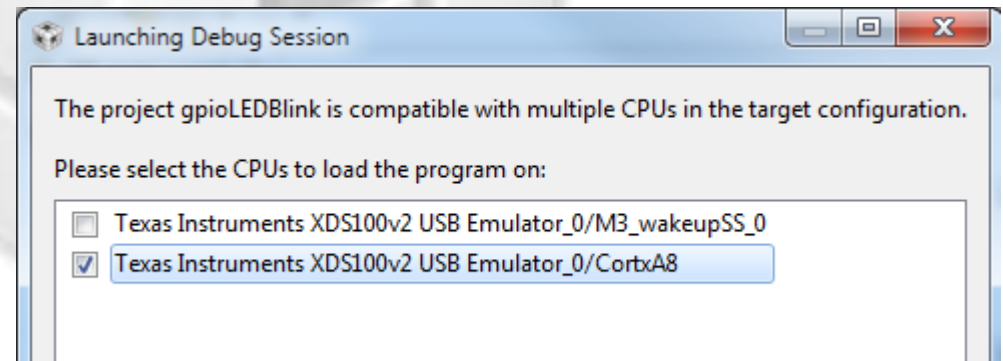 Launching Debug Session
The project gpioLEDBlink is compatible with multiple CPUs in the target configuration.
Please select the CPUs to load the program on:
Texas Instruments XDS100v2 USB Emulator_0/M3_wakeupSS_0
Texas Instruments XDS100v2 USB Emulator_0/CortxA8